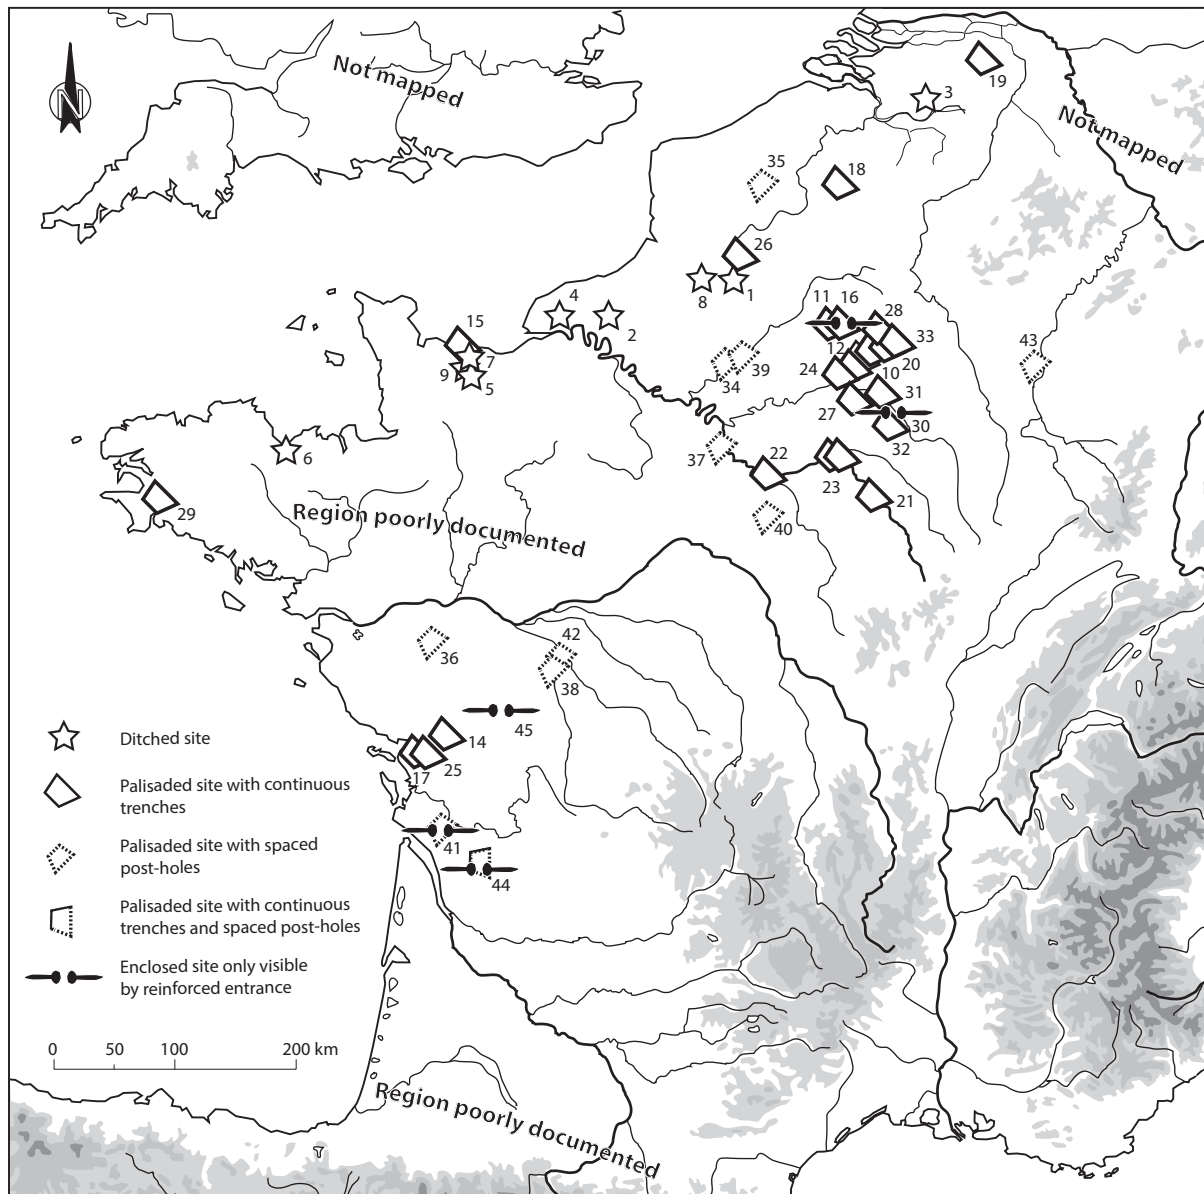 Not mapped
N
19
3
Not mapped
35
18
26
8
1
4
2
15
7
9
5
11
16
28
33
12
20
10
24
34
39
43
31
27
30
32
37
22
23
21
40
6
29
Region poorly documented
36
42
38
45
14
17
25
41
44
Ditched site
Palisaded site with continuous
trenches
Palisaded site with spaced
post-holes
Palisaded site with continuous
trenches and spaced post-holes
Enclosed site only visible
by reinforced entrance
0 50 100 200 km
Region poorly documented